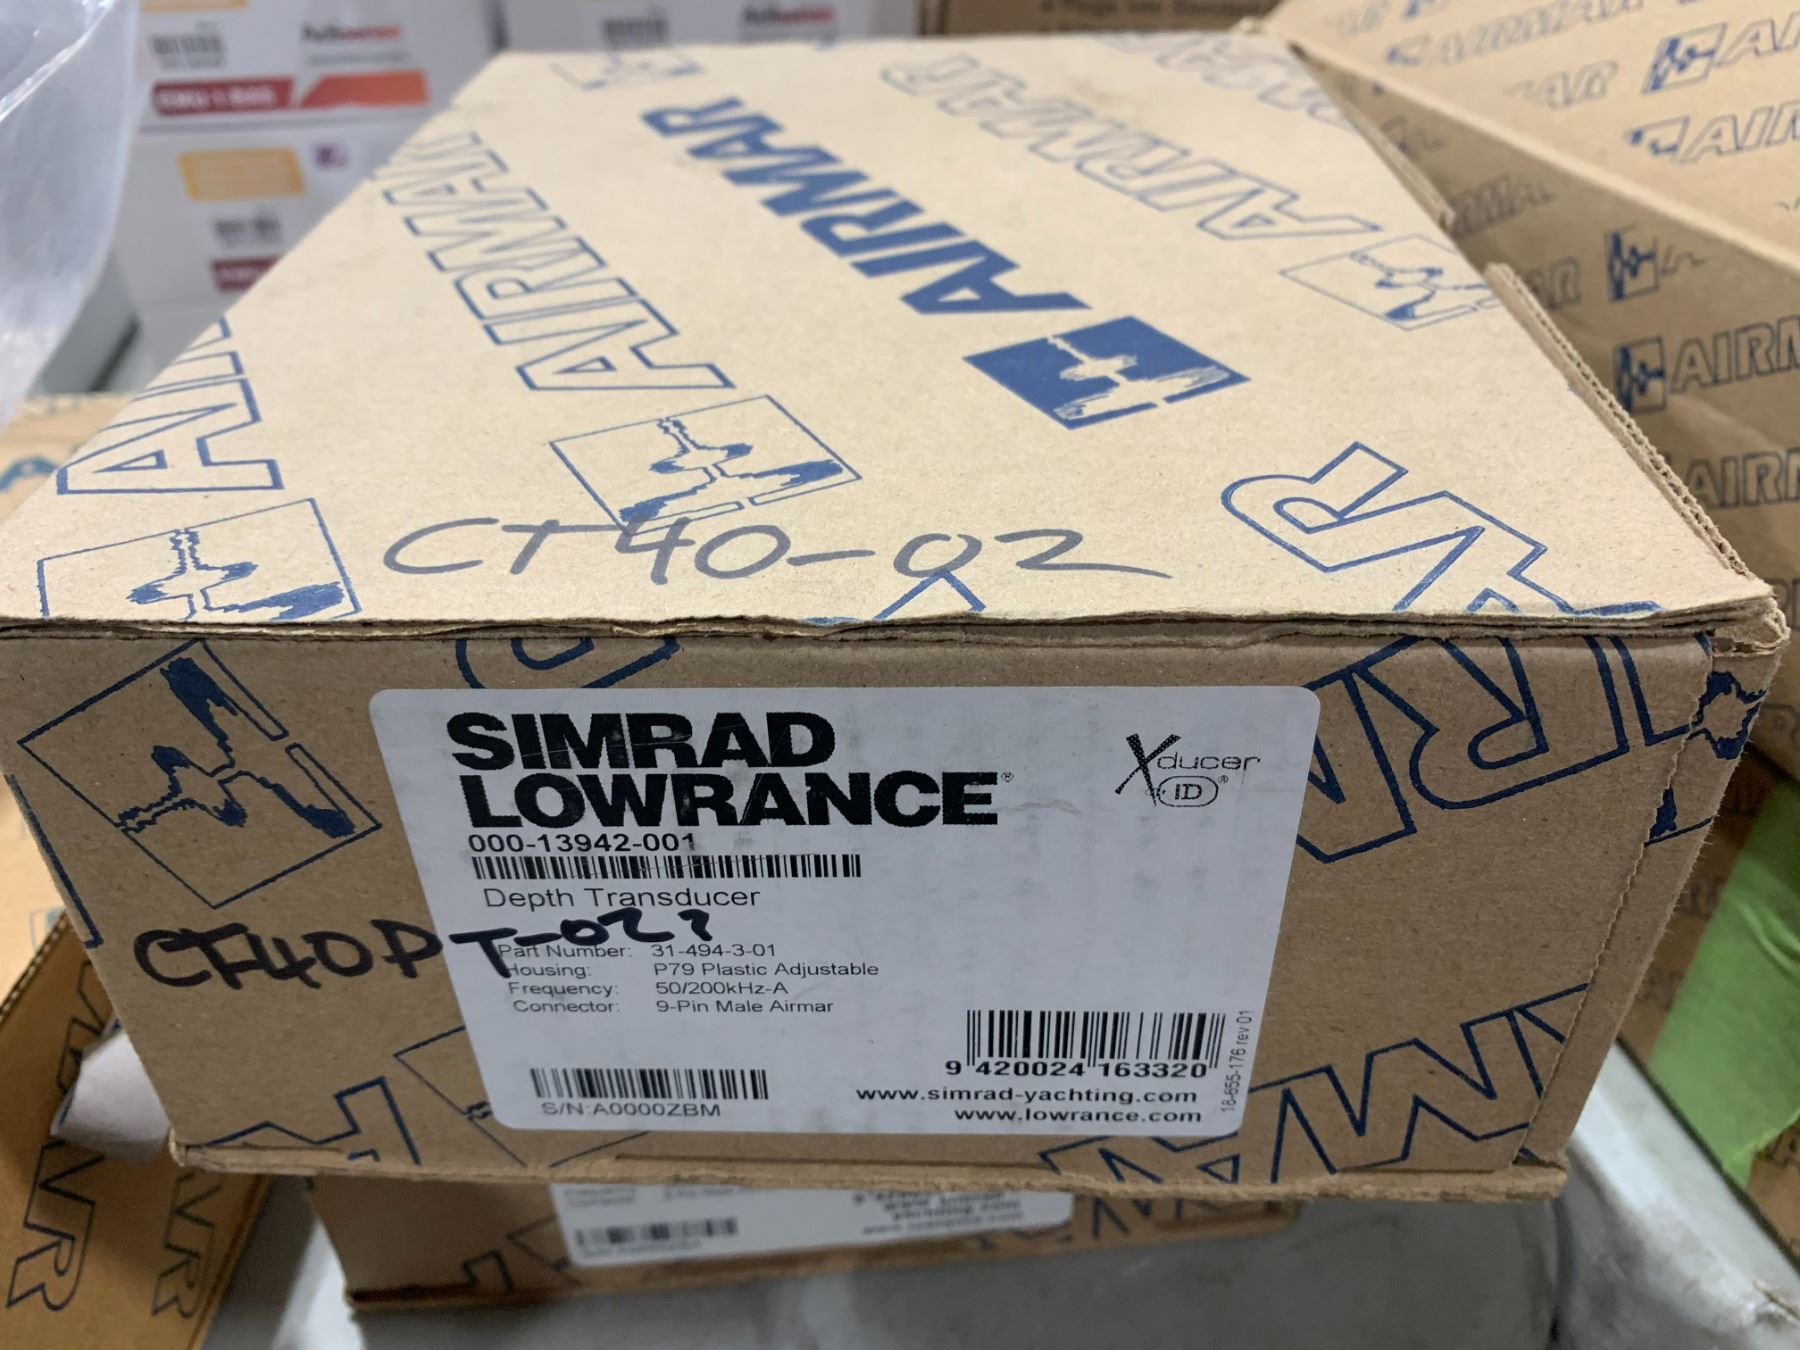 AIRMAR
AIRMAR
AIRMAR
AIRMAR
CT40-02
SIMRAD
LOWRANCE®
Xducer
ID®
000-13942-001
Depth Transducer
CT40PT-02?
Part Number: 31-494-3-01
Housing: P79 Plastic Adjustable
Frequency: 50/200kHz-A
Connector: 9-Pin Male Airmar
9 420024 163320
S/N:A0000ZBM
www.simrad-yachting.com
www.lowrance.com
18-655-176 rev 01